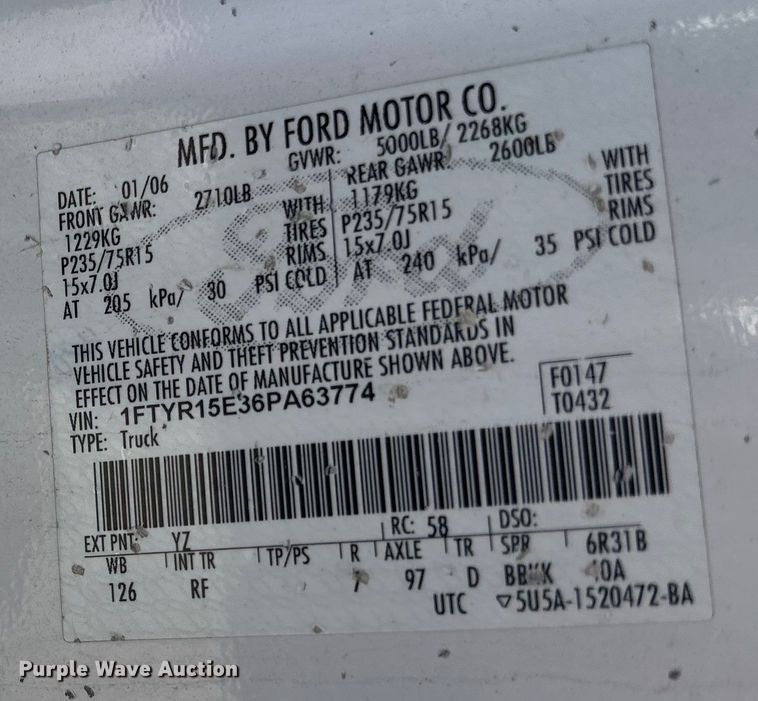 MFD. BY FORD MOTOR CO.
DATE: 01/06 GVWR: 5000LB/ 2268KG
FRONT GAWR: 2710LB REAR GAWR: 2600LB
1229KG WITH 1179KG WITH
P235/75R15 TIRES P235/75R15 TIRES
15x7.0J RIMS 15x7.0J RIMS
AT 205 kPa/ 30 PSI COLD AT 240 kPa/ 35 PSI COLD
Ford
THIS VEHICLE CONFORMS TO ALL APPLICABLE FEDERAL MOTOR
VEHICLE SAFETY AND THEFT PREVENTION STANDARDS IN
EFFECT ON THE DATE OF MANUFACTURE SHOWN ABOVE.
VIN: 1FTYR15E36PA63774 F0147
TYPE: Truck T0432
EXT PNT: YZ RC: 58 DSO:
WB INT TR TP/PS R AXLE TR SPR 6R31B
126 RF 7 97 D
UTC ▽5U5A-1520472-BA
Purple Wave Auction